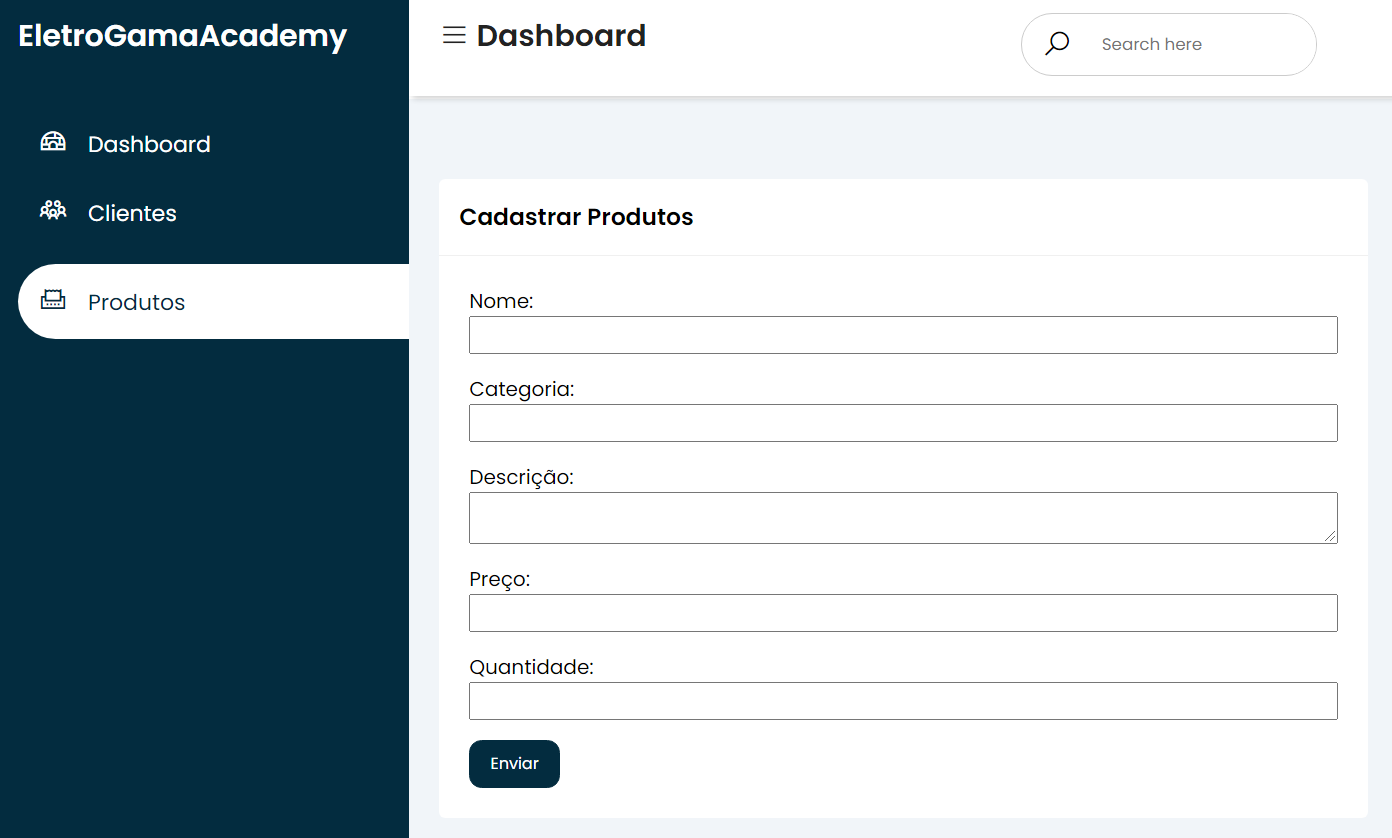 EletroGamaAcademy
Dashboard
Clientes
Produtos
Dashboard
Search here
Cadastrar Produtos
Nome:
Categoria:
Descrição:
Preço:
Quantidade:
Enviar